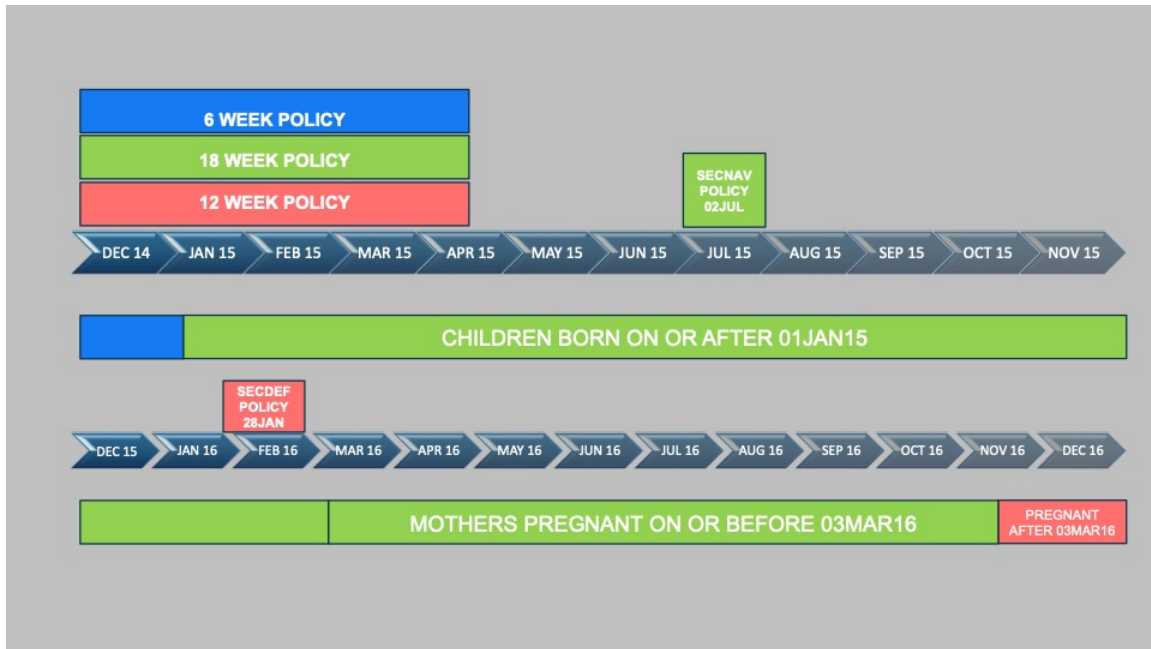 6 WEEK POLICY
18 WEEK POLICY
12 WEEK POLICY
SECNAV
POLICY
02JUL
DEC 14 JAN 15 FEB 15 MAR 15 APR 15 MAY 15 JUN 15 JUL 15 AUG 15 SEP 15 OCT 15 NOV 15
CHILDREN BORN ON OR AFTER 01JAN15
SECDEF
POLICY
28JAN
DEC 15 JAN 16 FEB 16 MAR 16 APR 16 MAY 16 JUN 16 JUL 16 AUG 16 SEP 16 OCT 16 NOV 16 DEC 16
MOTHERS PREGNANT ON OR BEFORE 03MAR16
PREGNANT
AFTER 03MAR16